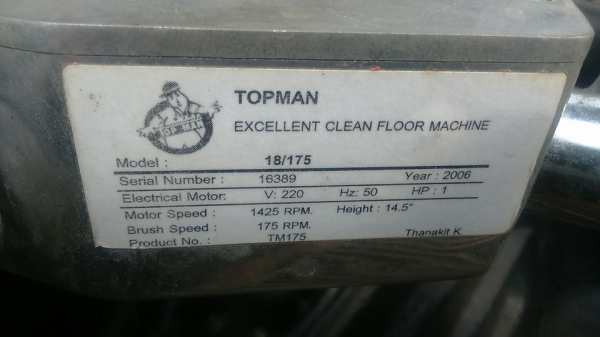 TOPMAN
EXCELLENT CLEAN FLOOR MACHINE
Model : 18/175
Serial Number : 16389 Year : 2006
Electrical Motor: V: 220 Hz: 50 HP : 1
Motor Speed : 1425 RPM. Height : 14.5"
Brush Speed : 175 RPM.
Product No. : TM175 Thanakit K.